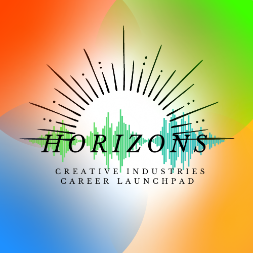 HORIZONS
CREATIVE INDUSTRIES
CAREER LAUNCHPAD